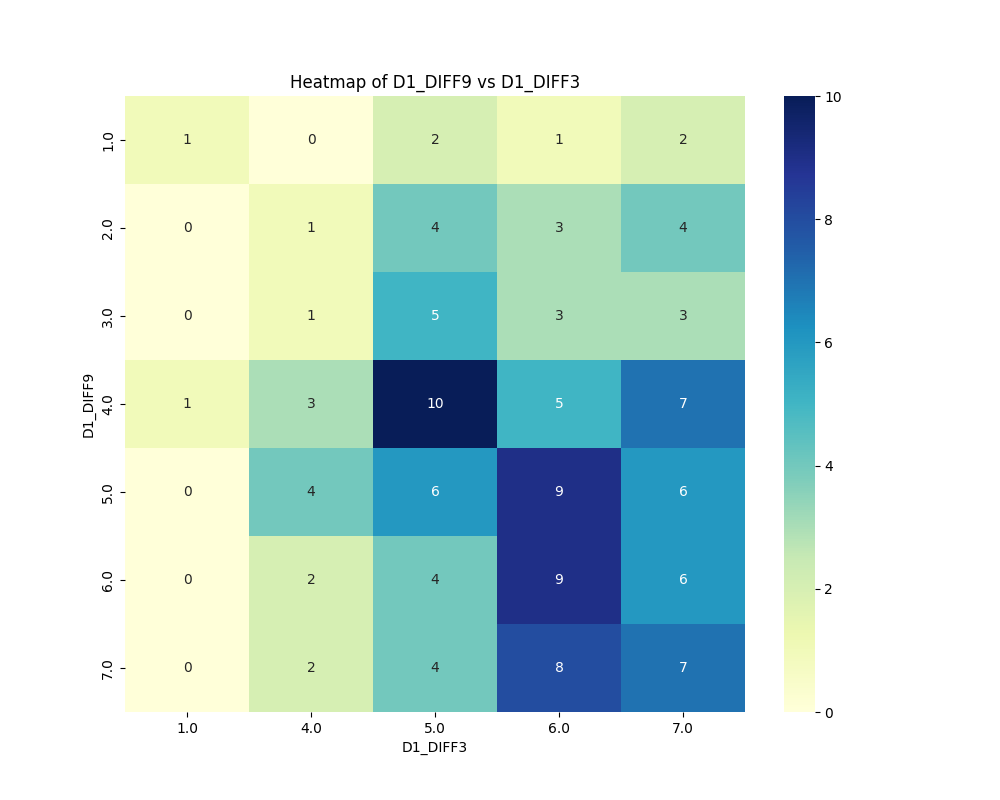 Heatmap of D1_DIFF9 vs D1_DIFF3
D1_DIFF9
1.0 1 0 2 1 2
2.0 0 1 4 3 4
3.0 0 1 5 3 3
4.0 1 3 10 5 7
5.0 0 4 6 9 6
6.0 0 2 4 9 6
7.0 0 2 4 8 7
1.0 4.0 5.0 6.0 7.0
D1_DIFF3
10
8
6
4
2
0